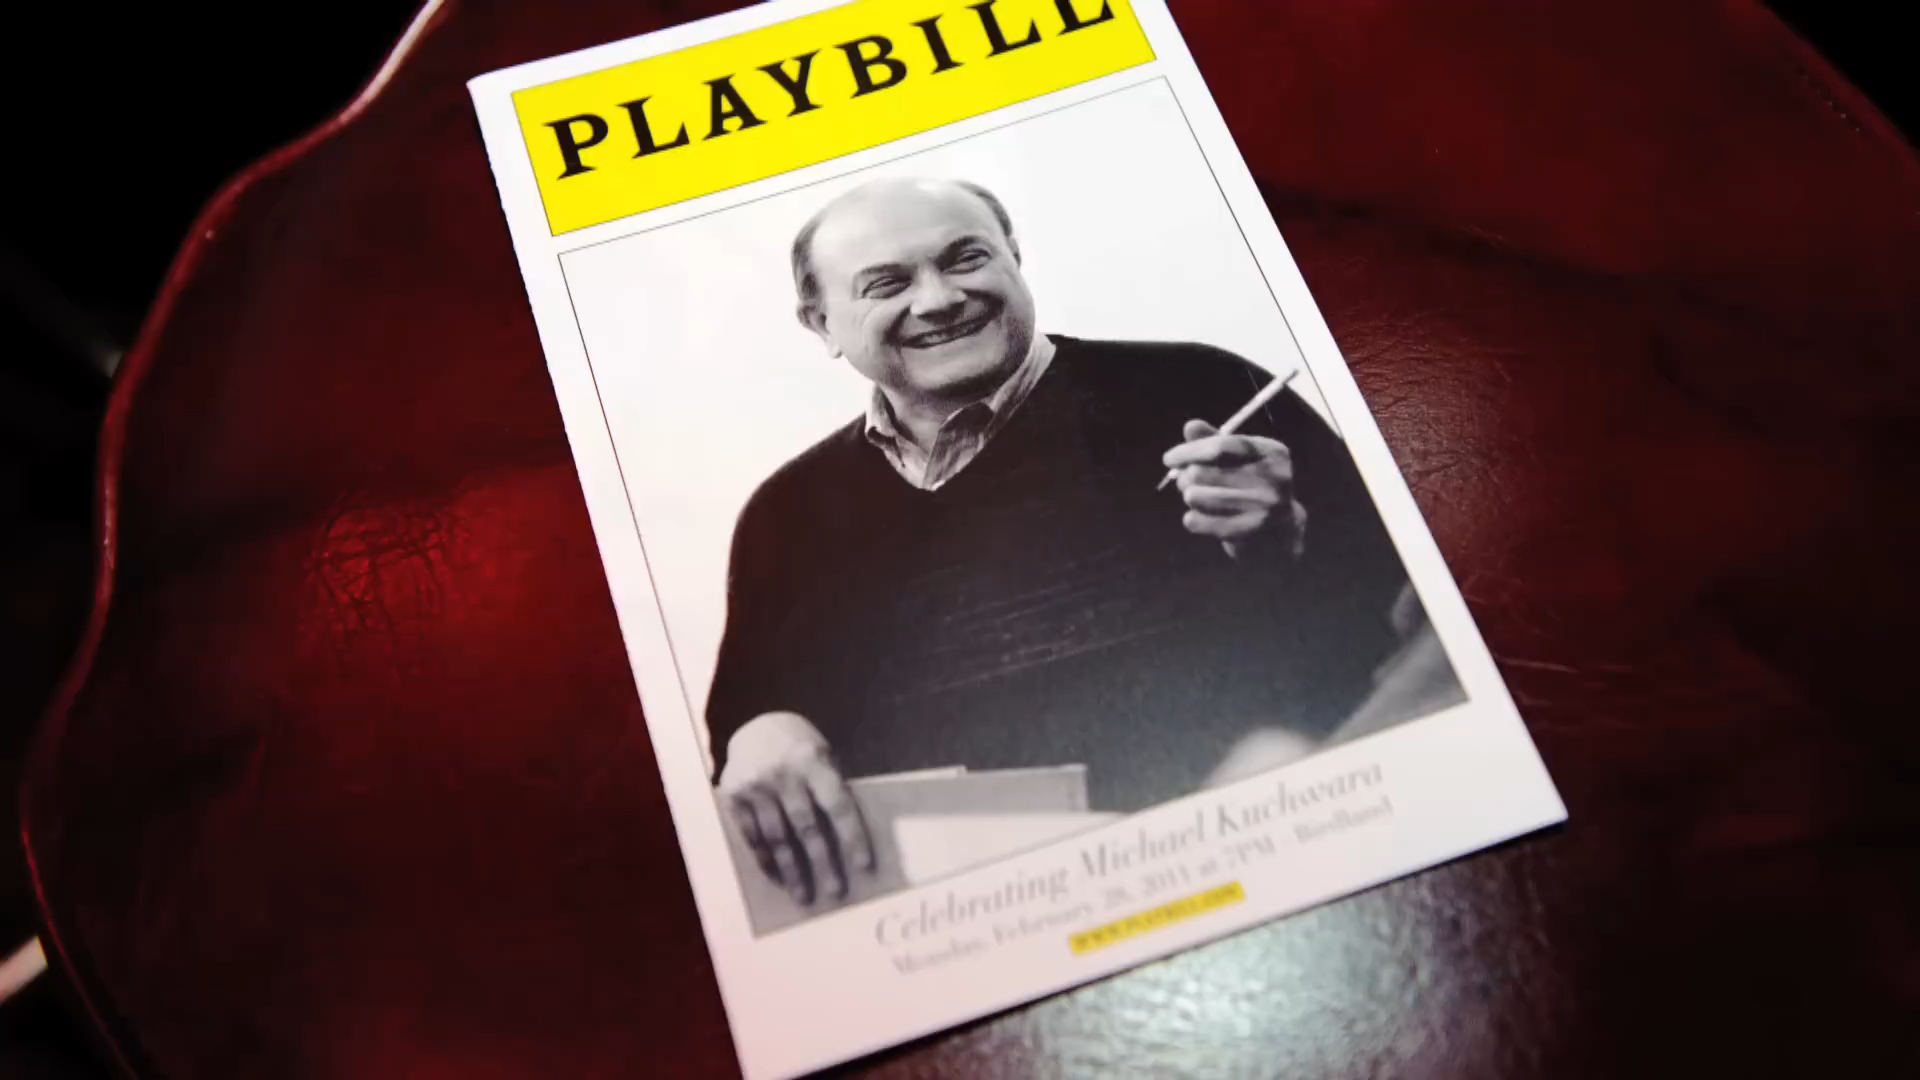 PLAYBILL
Celebrating Michael Kuchwara
Monday, February 28, 2011 at 7PM - Birdland
WWW.PLAYBILL.COM